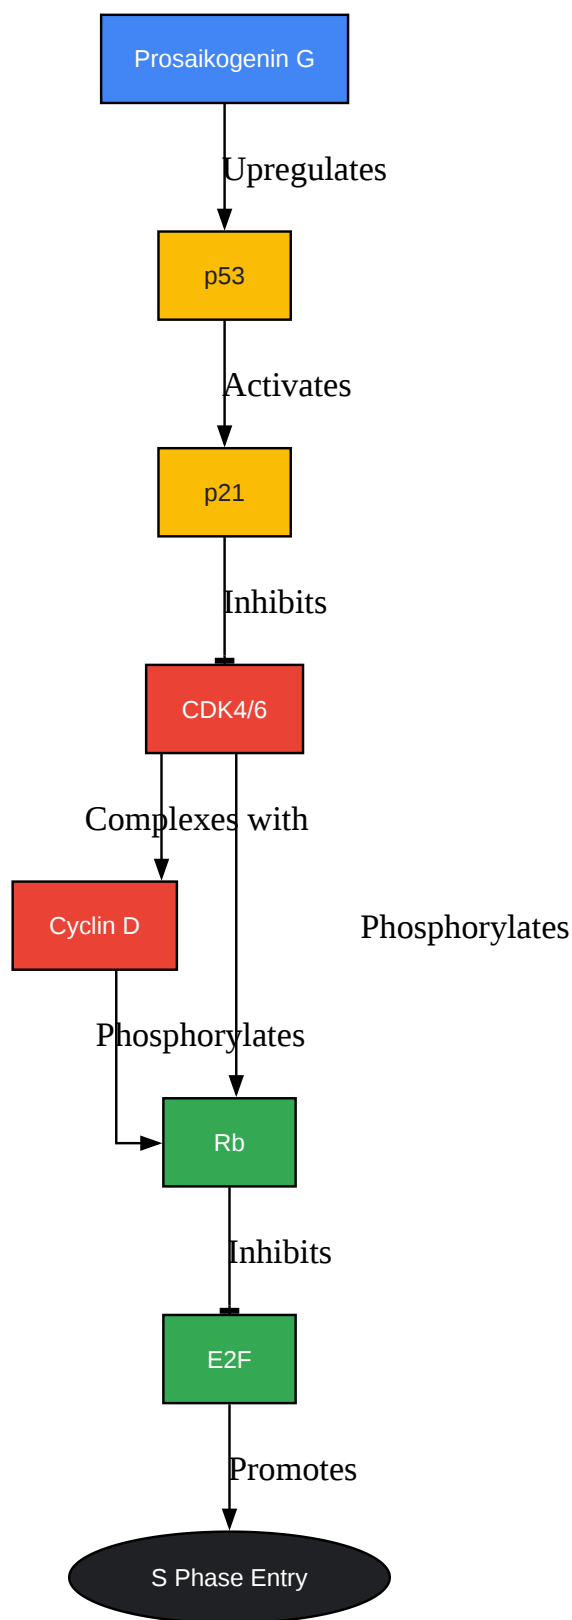 Prosaikogenin G
Upregulates
p53
Activates
p21
Inhibits
CDK4/6
Complexes with
Cyclin D
Phosphorylates
Phosphorylates
Rb
Inhibits
E2F
Promotes
S Phase Entry